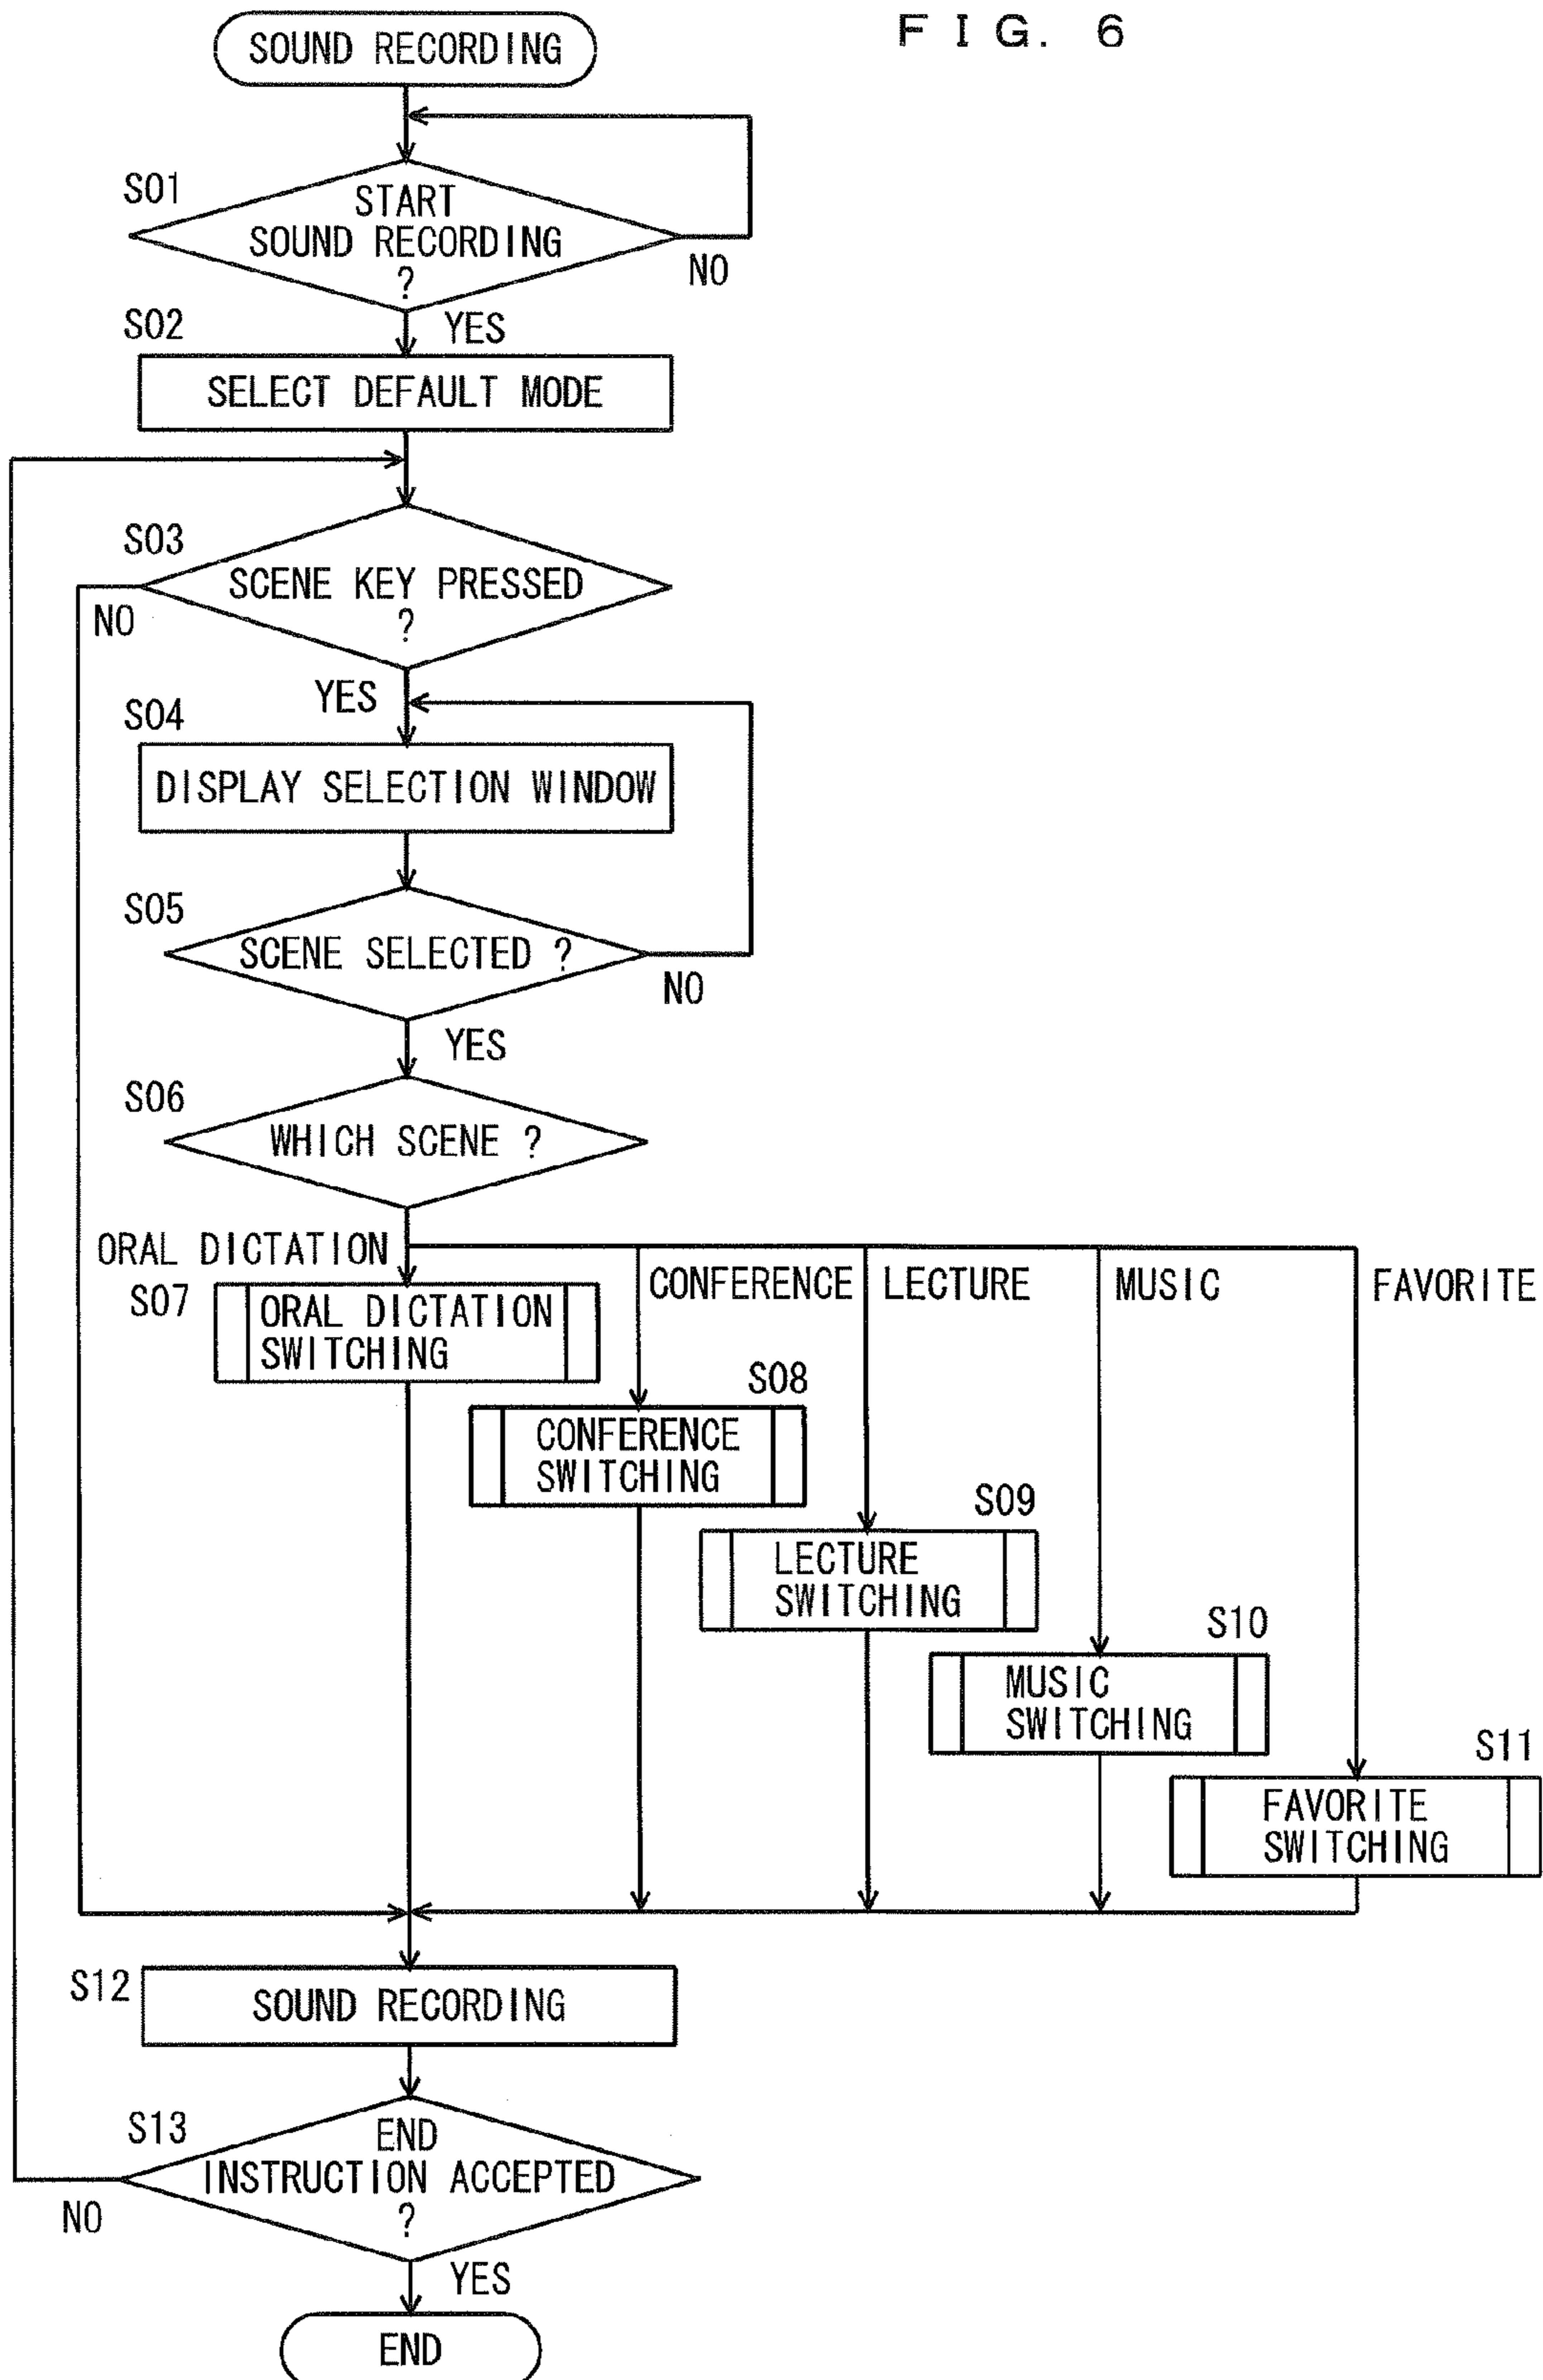 FIG. 6
SOUND RECORDING
S01
START
SOUND RECORDING
?
NO
YES
S02
SELECT DEFAULT MODE
S03
SCENE KEY PRESSED
?
NO
YES
S04
DISPLAY SELECTION WINDOW
S05
SCENE SELECTED ?
NO
YES
S06
WHICH SCENE ?
ORAL DICTATION
CONFERENCE
LECTURE
MUSIC
FAVORITE
S07
ORAL DICTATION
SWITCHING
S08
CONFERENCE
SWITCHING
S09
LECTURE
SWITCHING
S10
MUSIC
SWITCHING
S11
FAVORITE
SWITCHING
S12
SOUND RECORDING
S13
END
INSTRUCTION ACCEPTED
?
NO
YES
END